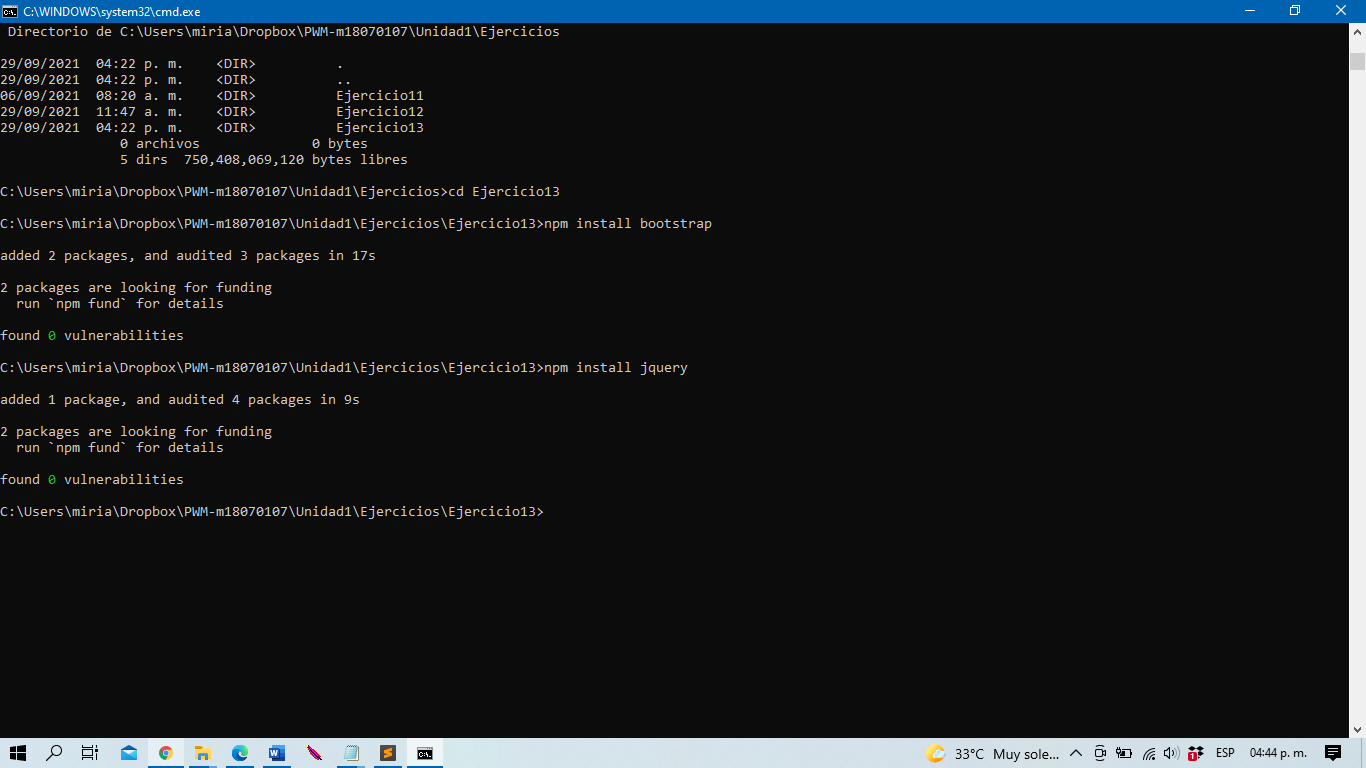 C:\WINDOWS\system32\cmd.exe
Directorio de C:\Users\miria\Dropbox\PWM-m18070107\Unidad1\Ejercicios
29/09/2021  04:22 p. m.    <DIR>          .
29/09/2021  04:22 p. m.    <DIR>          ..
06/09/2021  08:20 a. m.    <DIR>          Ejercicio11
29/09/2021  11:47 a. m.    <DIR>          Ejercicio12
29/09/2021  04:22 p. m.    <DIR>          Ejercicio13
0 archivos              0 bytes
5 dirs  750,408,069,120 bytes libres
C:\Users\miria\Dropbox\PWM-m18070107\Unidad1\Ejercicios>cd Ejercicio13
C:\Users\miria\Dropbox\PWM-m18070107\Unidad1\Ejercicios\Ejercicio13>npm install bootstrap
added 2 packages, and audited 3 packages in 17s
2 packages are looking for funding
run `npm fund` for details
found 0 vulnerabilities
C:\Users\miria\Dropbox\PWM-m18070107\Unidad1\Ejercicios\Ejercicio13>npm install jquery
added 1 package, and audited 4 packages in 9s
2 packages are looking for funding
run `npm fund` for details
found 0 vulnerabilities
C:\Users\miria\Dropbox\PWM-m18070107\Unidad1\Ejercicios\Ejercicio13>
33°C Muy sole... ESP 04:44 p. m.